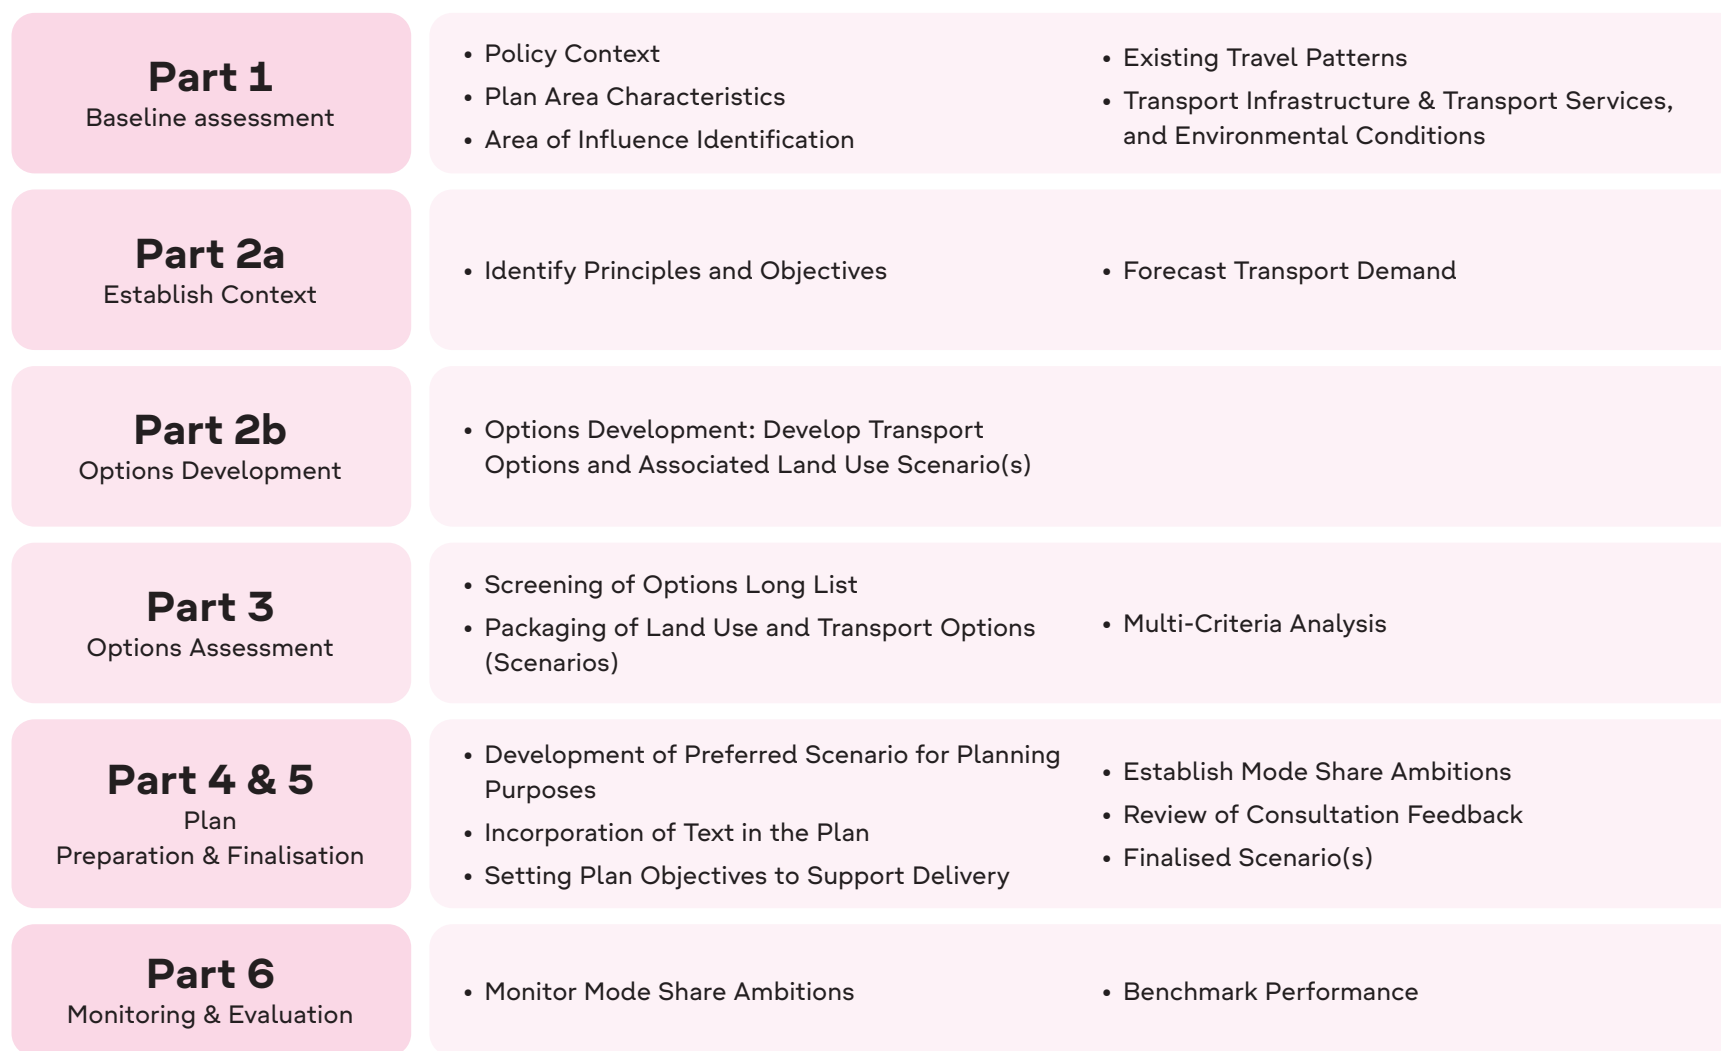 Part 1
Baseline assessment
• Policy Context
• Plan Area Characteristics
• Area of Influence Identification
• Existing Travel Patterns
• Transport Infrastructure & Transport Services,
and Environmental Conditions
Part 2a
Establish Context
• Identify Principles and Objectives
• Forecast Transport Demand
Part 2b
Options Development
• Options Development: Develop Transport
Options and Associated Land Use Scenario(s)
Part 3
Options Assessment
• Screening of Options Long List
• Packaging of Land Use and Transport Options
(Scenarios)
• Multi-Criteria Analysis
Part 4 & 5
Plan
Preparation & Finalisation
• Development of Preferred Scenario for Planning
Purposes
• Incorporation of Text in the Plan
• Setting Plan Objectives to Support Delivery
• Establish Mode Share Ambitions
• Review of Consultation Feedback
• Finalised Scenario(s)
Part 6
Monitoring & Evaluation
• Monitor Mode Share Ambitions
• Benchmark Performance